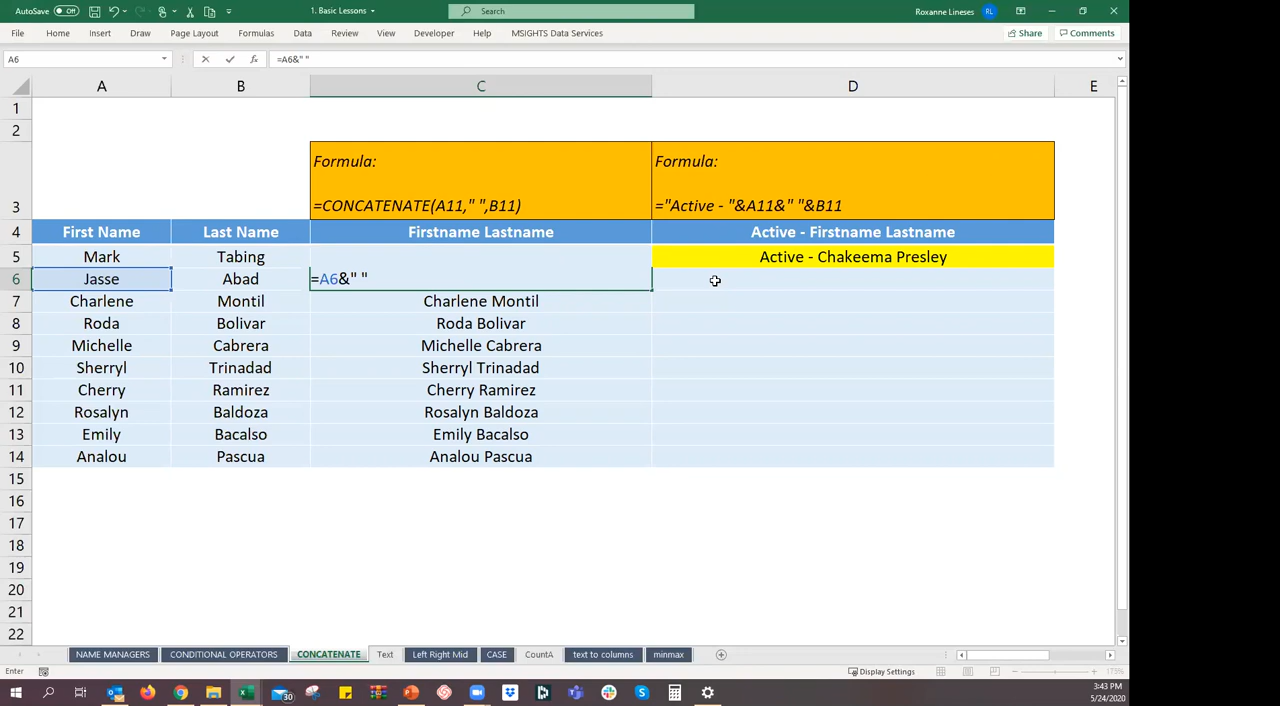 AutoSave Off
1. Basic Lessons
Search
Roxanne Lineses RL
File Home Insert Draw Page Layout Formulas Data Review View Developer Help MSIGHTS Data Services Share Comments
A6 fx =A6&" "
A B C D E
1
2
Formula: Formula:
3 =CONCATENATE(A11," ",B11) ="Active - "&A11&" "&B11
4 First Name Last Name Firstname Lastname Active - Firstname Lastname
5 Mark Tabing Active - Chakeema Presley
6 Jasse Abad =A6&" "
7 Charlene Montil Charlene Montil
8 Roda Bolivar Roda Bolivar
9 Michelle Cabrera Michelle Cabrera
10 Sherryl Trinadad Sherryl Trinadad
11 Cherry Ramirez Cherry Ramirez
12 Rosalyn Baldoza Rosalyn Baldoza
13 Emily Bacalso Emily Bacalso
14 Analou Pascua Analou Pascua
15
16
17
18
19
20
21
22
NAME MANAGERS CONDITIONAL OPERATORS CONCATENATE Text Left Right Mid CASE CountA text to columns minmax
Enter Display Settings 173%
30 3:43 PM
5/24/2020